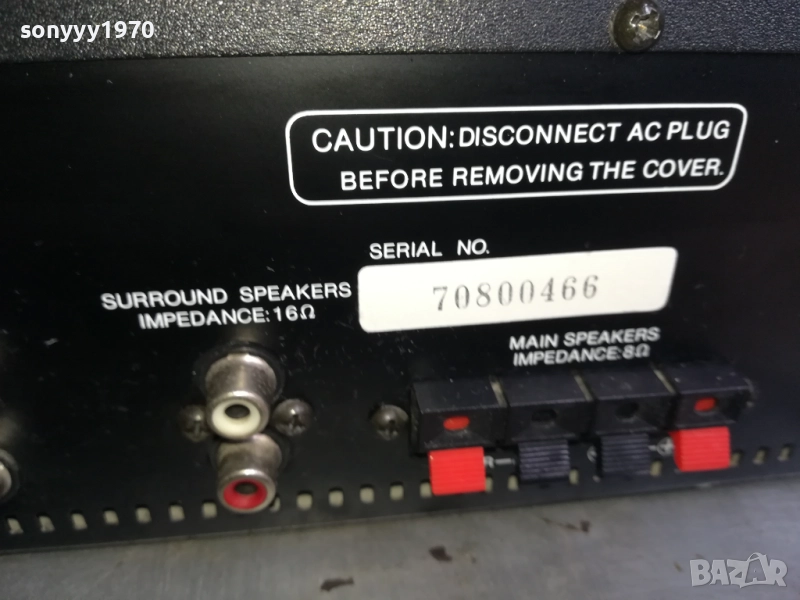 sonyyy1970
CAUTION: DISCONNECT AC PLUG
BEFORE REMOVING THE COVER.
SERIAL NO.
70800466
SURROUND SPEAKERS
IMPEDANCE: 16Ω
MAIN SPEAKERS
IMPEDANCE: 8Ω
R
BAZAR